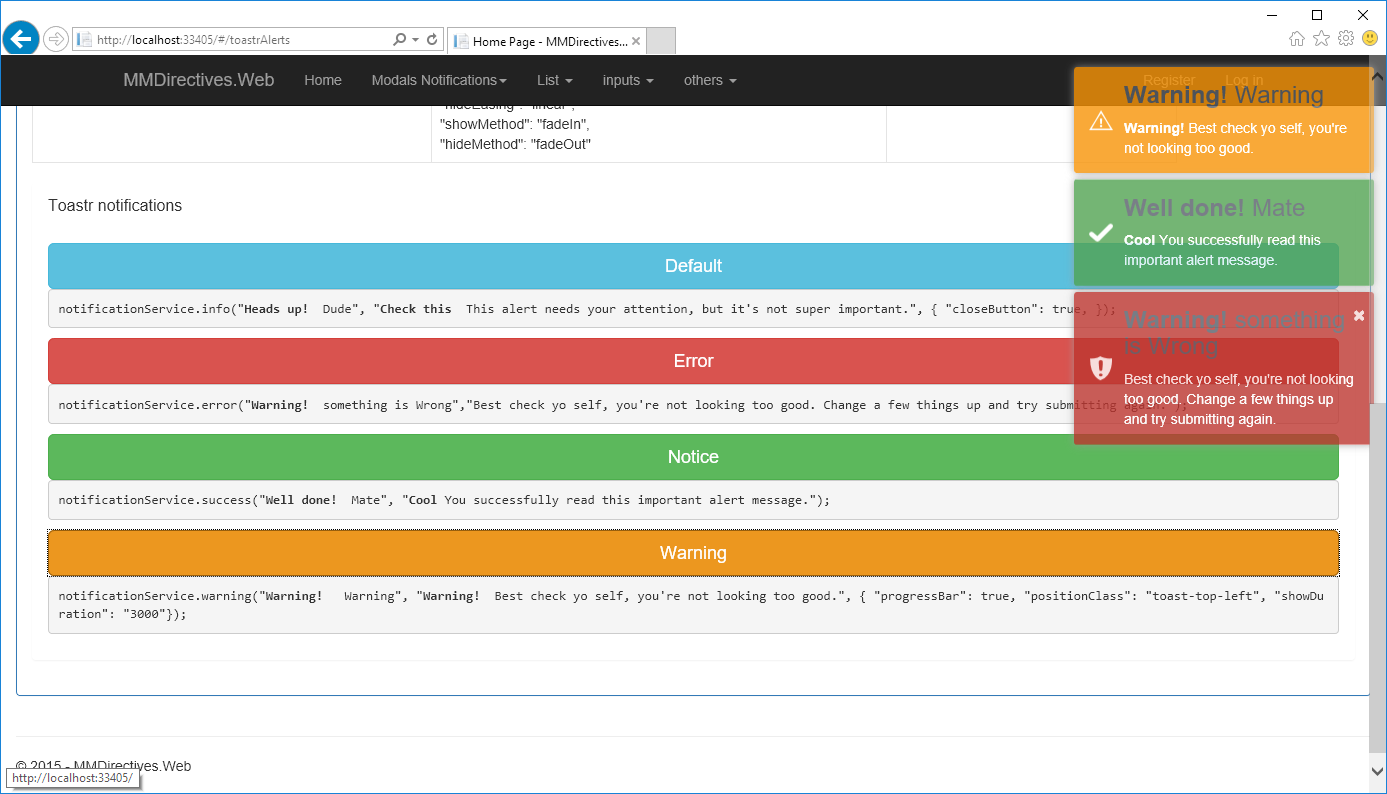 http://localhost:33405/#/toastrAlerts
Home Page - MMDirectives...
MMDirectives.Web
Home
Modals Notifications
List
inputs
others
Register
Log in
"hideEasing": "linear",
"showMethod": "fadeIn",
"hideMethod": "fadeOut"
Warning! Warning
Warning! Best check yo self, you're
not looking too good.
Well done! Mate
Cool You successfully read this
important alert message.
Warning! something
is Wrong
Best check yo self, you're not looking
too good. Change a few things up
and try submitting again.
Toastr notifications
Default
notificationService.info("Heads up!  Dude", "Check this  This alert needs your attention, but it's not super important.", { "closeButton": true, });
Error
notificationService.error("Warning!  something is Wrong","Best check yo self, you're not looking too good. Change a few things up and try submitting again.");
Notice
notificationService.success("Well done!  Mate", "Cool You successfully read this important alert message.");
Warning
notificationService.warning("Warning!   Warning", "Warning!  Best check yo self, you're not looking too good.", { "progressBar": true, "positionClass": "toast-top-left", "showDu
ration": "3000"});
© 2015 - MMDirectives.Web
http://localhost:33405/